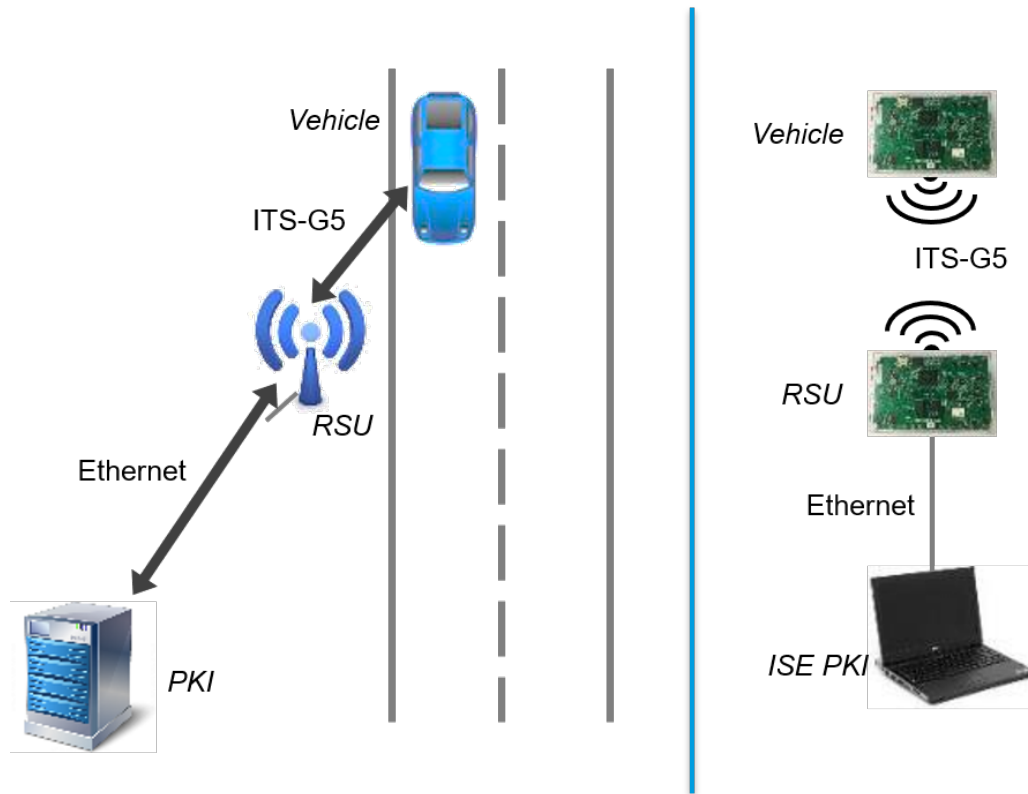 Vehicle
ITS-G5
RSU
Ethernet
PKI
Vehicle
ITS-G5
RSU
Ethernet
ISE PKI